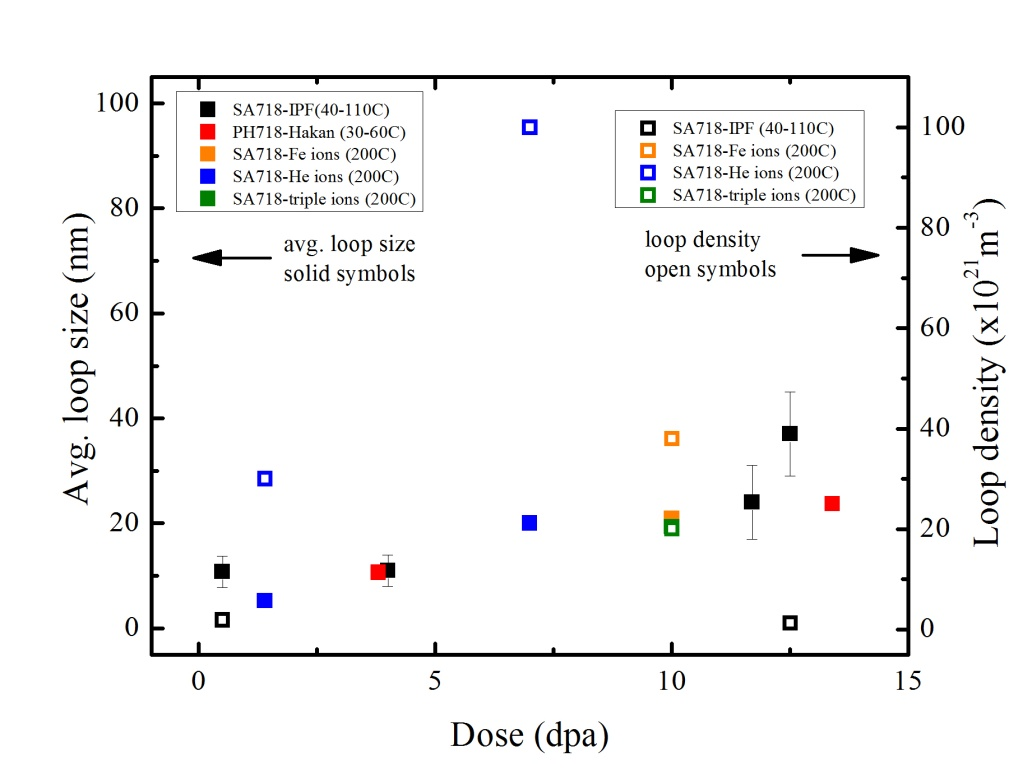 SA718-IPF(40-110C)
PH718-Hakan (30-60C)
SA718-Fe ions (200C)
SA718-He ions (200C)
SA718-triple ions (200C)
SA718-IPF (40-110C)
SA718-Fe ions (200C)
SA718-He ions (200C)
SA718-triple ions (200C)
avg. loop size
solid symbols
loop density
open symbols
Avg. loop size (nm)
100
80
60
40
20
0
Loop density (x10²¹m⁻³)
100
80
60
40
20
0
0 5 10 15
Dose (dpa)